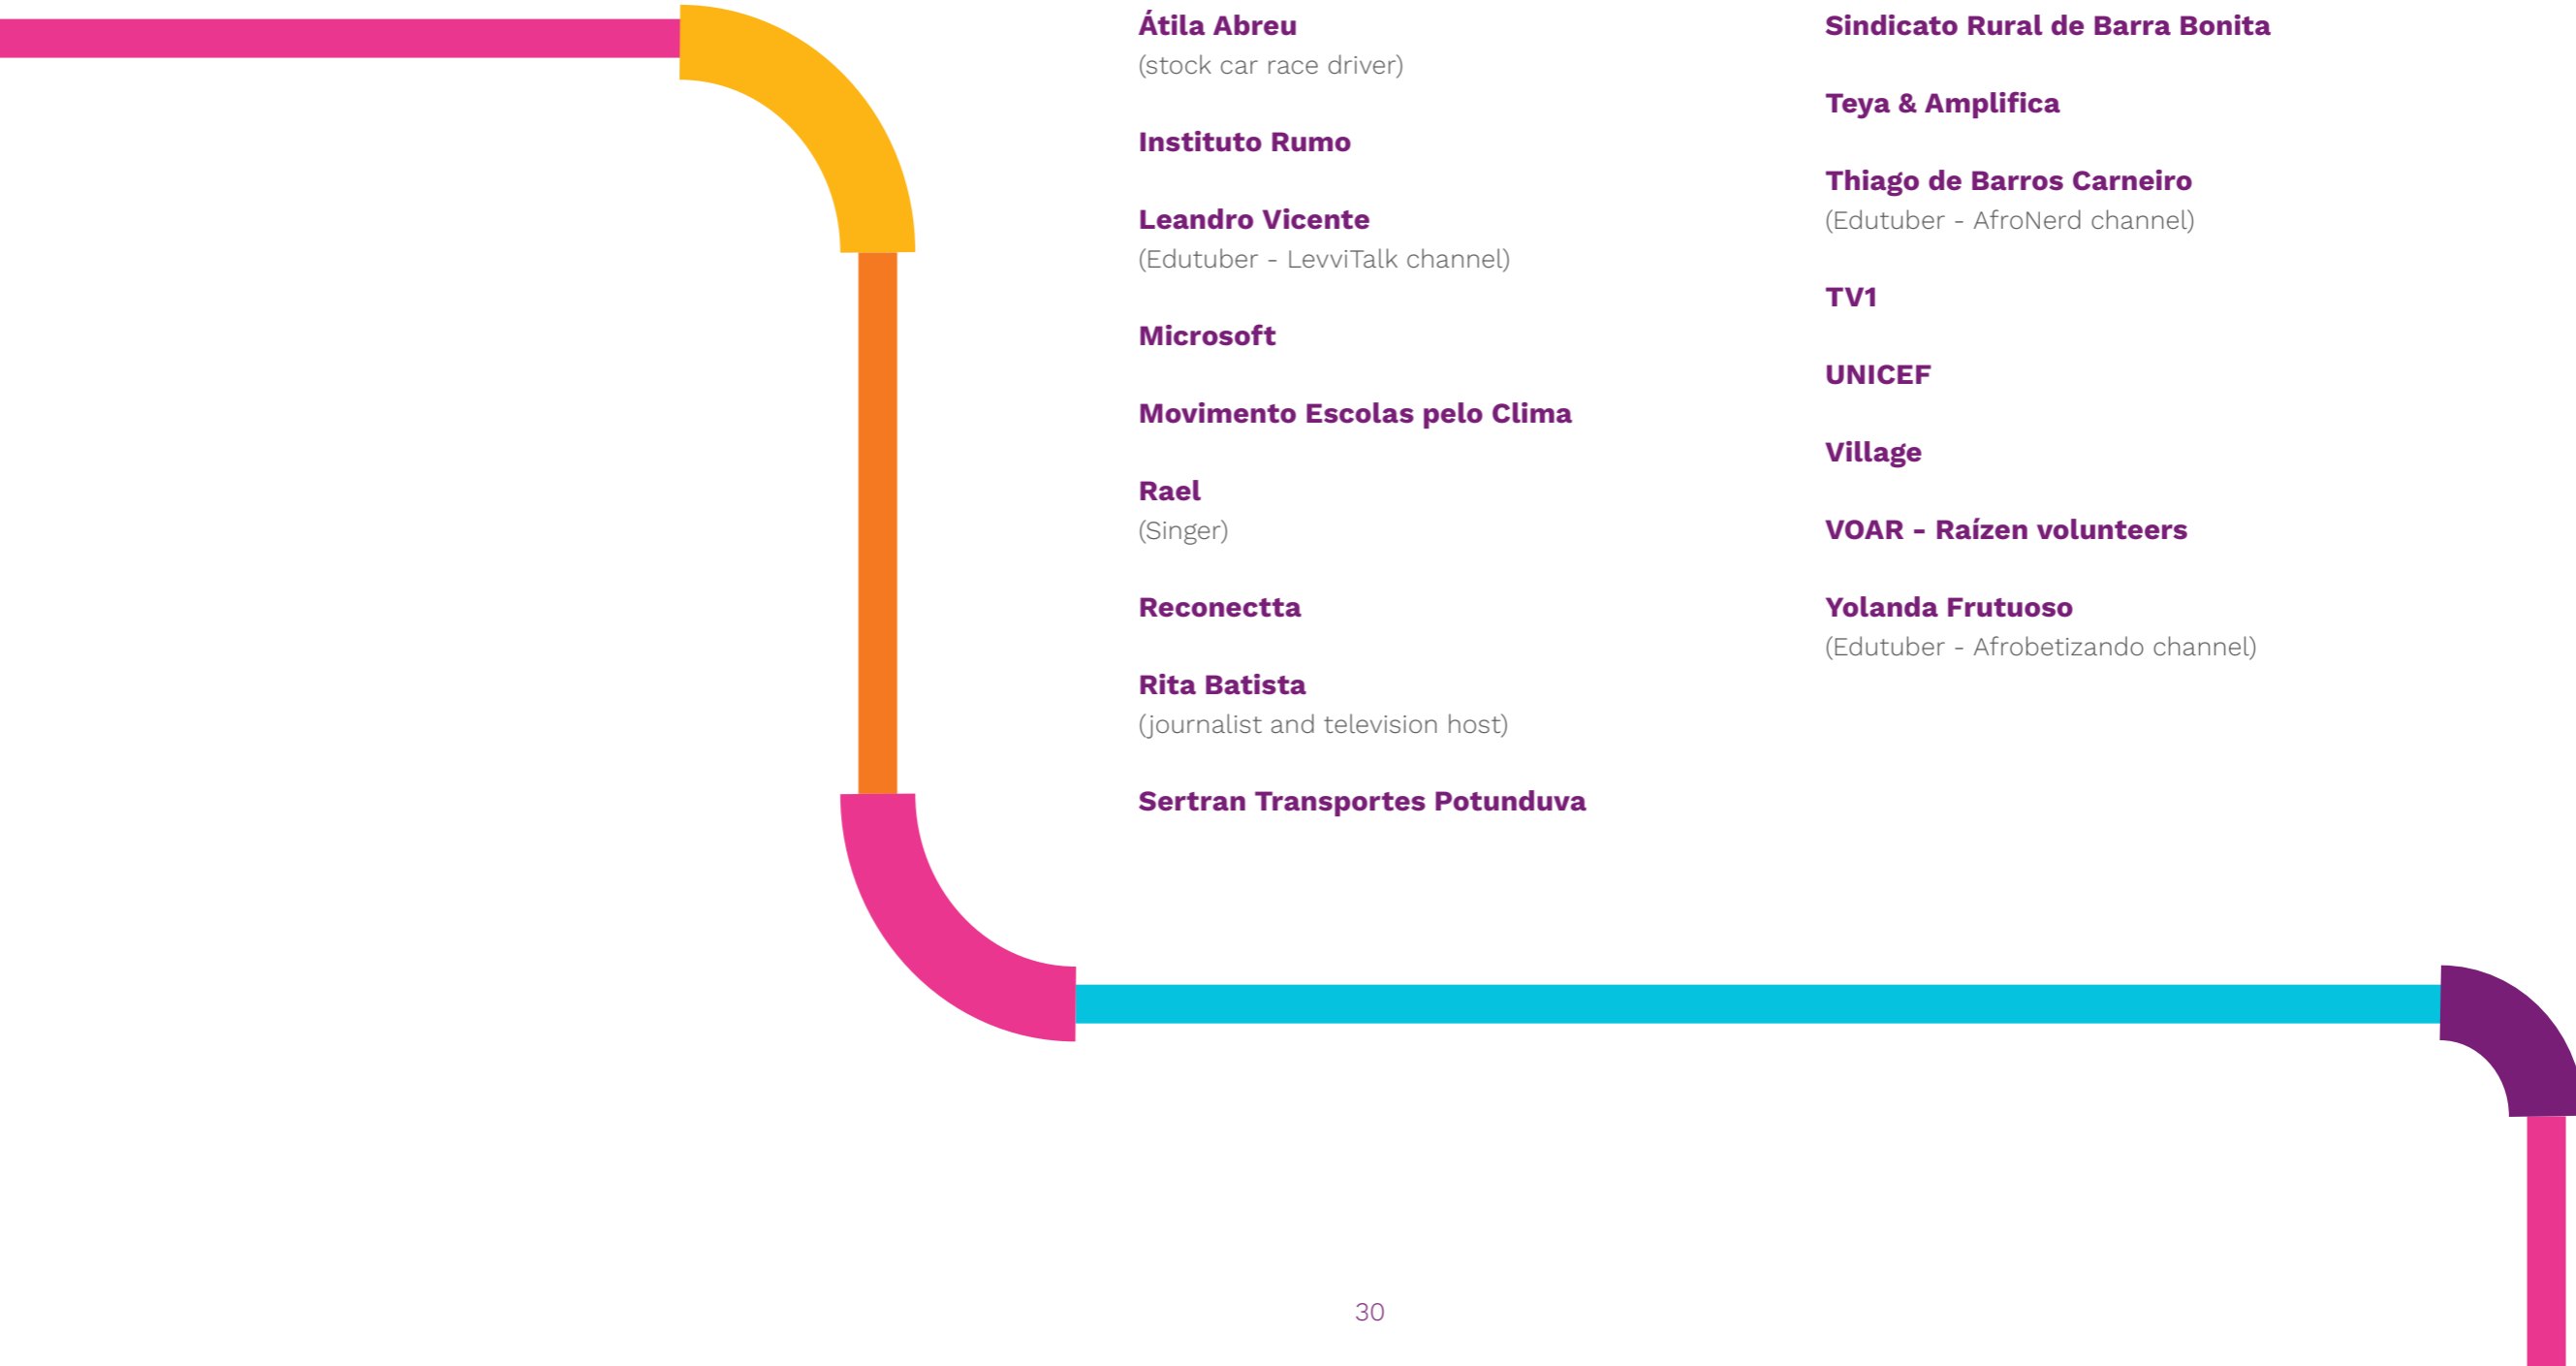 Átila Abreu
(stock car race driver)
Instituto Rumo
Leandro Vicente
(Edutuber - LevviTalk channel)
Microsoft
Movimento Escolas pelo Clima
Rael
(Singer)
Reconectta
Rita Batista
(journalist and television host)
Sertran Transportes Potunduva
Sindicato Rural de Barra Bonita
Teya & Amplifica
Thiago de Barros Carneiro
(Edutuber - AfroNerd channel)
TV1
UNICEF
Village
VOAR - Raízen volunteers
Yolanda Frutuoso
(Edutuber - Afrobetizando channel)
30